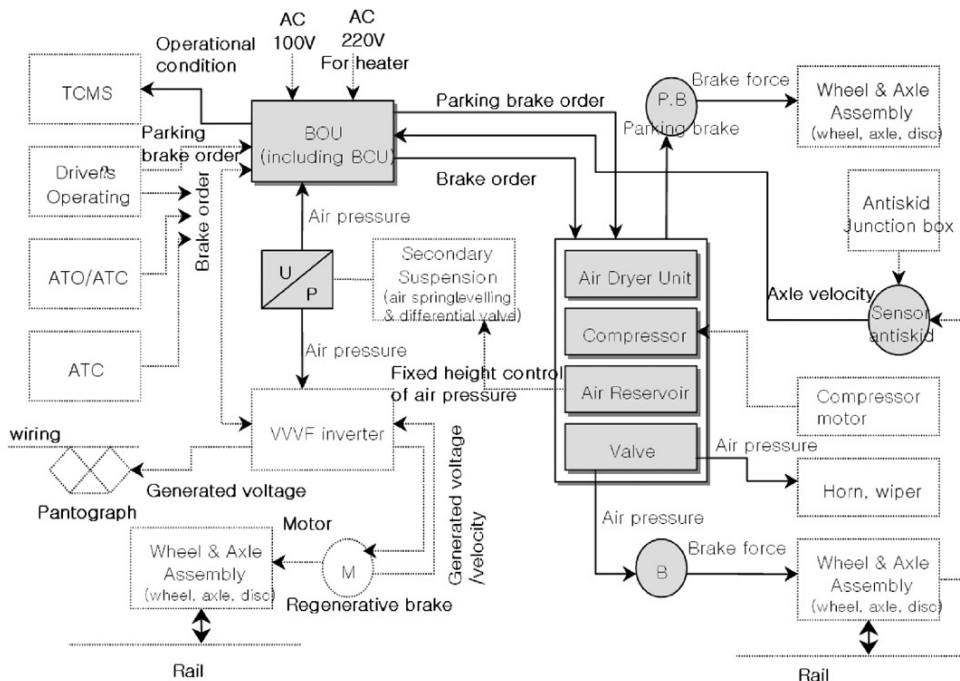 AC
100V
AC
220V
For heater
Operational
condition
TCMS
BOU
(including BCU)
Parking brake order
P.B
Parking brake
Brake force
Wheel & Axle
Assembly
(wheel, axle, disc)
Parking
brake order
Driver's
Operating
Brake order
Brake order
ATO/ATC
ATC
Air pressure
U
P
Secondary
Suspension
(air springlevelling
& differential valve)
Air pressure
Fixed height control
of air pressure
Air Dryer Unit
Compressor
Air Reservoir
Valve
Antiskid
Junction box
Axle velocity
Sensor
antiskid
Compressor
motor
Air pressure
Horn, wiper
wiring
Pantograph
Generated voltage
VVVF inverter
Generated voltage
/velocity
Motor
M
Regenerative brake
Wheel & Axle
Assembly
(wheel, axle, disc)
Rail
Air pressure
B
Brake force
Wheel & Axle
Assembly
(wheel, axle, disc)
Rail